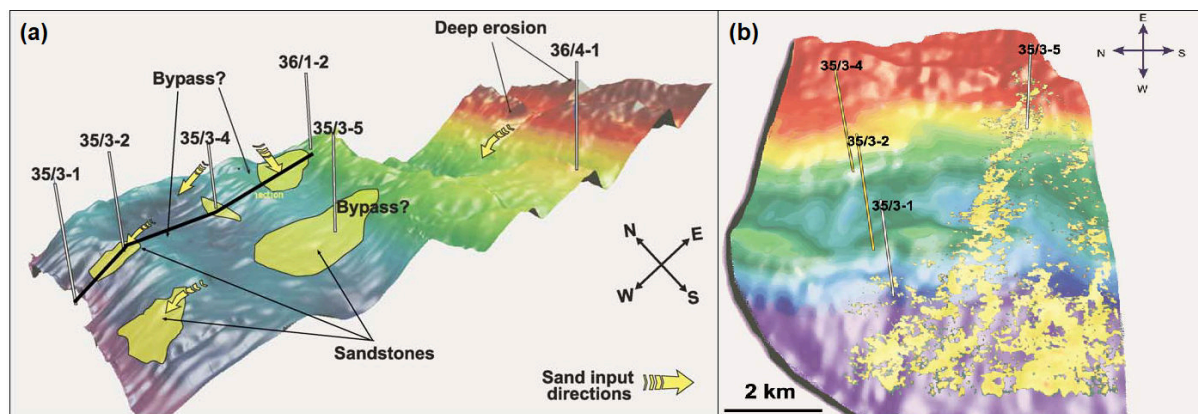 (a)
Deep erosion
36/4-1
Bypass?
36/1-2
35/3-2
35/3-4
35/3-5
35/3-1
section
Bypass?
N
E
W
S
Sandstones
Sand input
directions
(b)
E
N
S
W
35/3-5
35/3-4
35/3-2
35/3-1
2 km